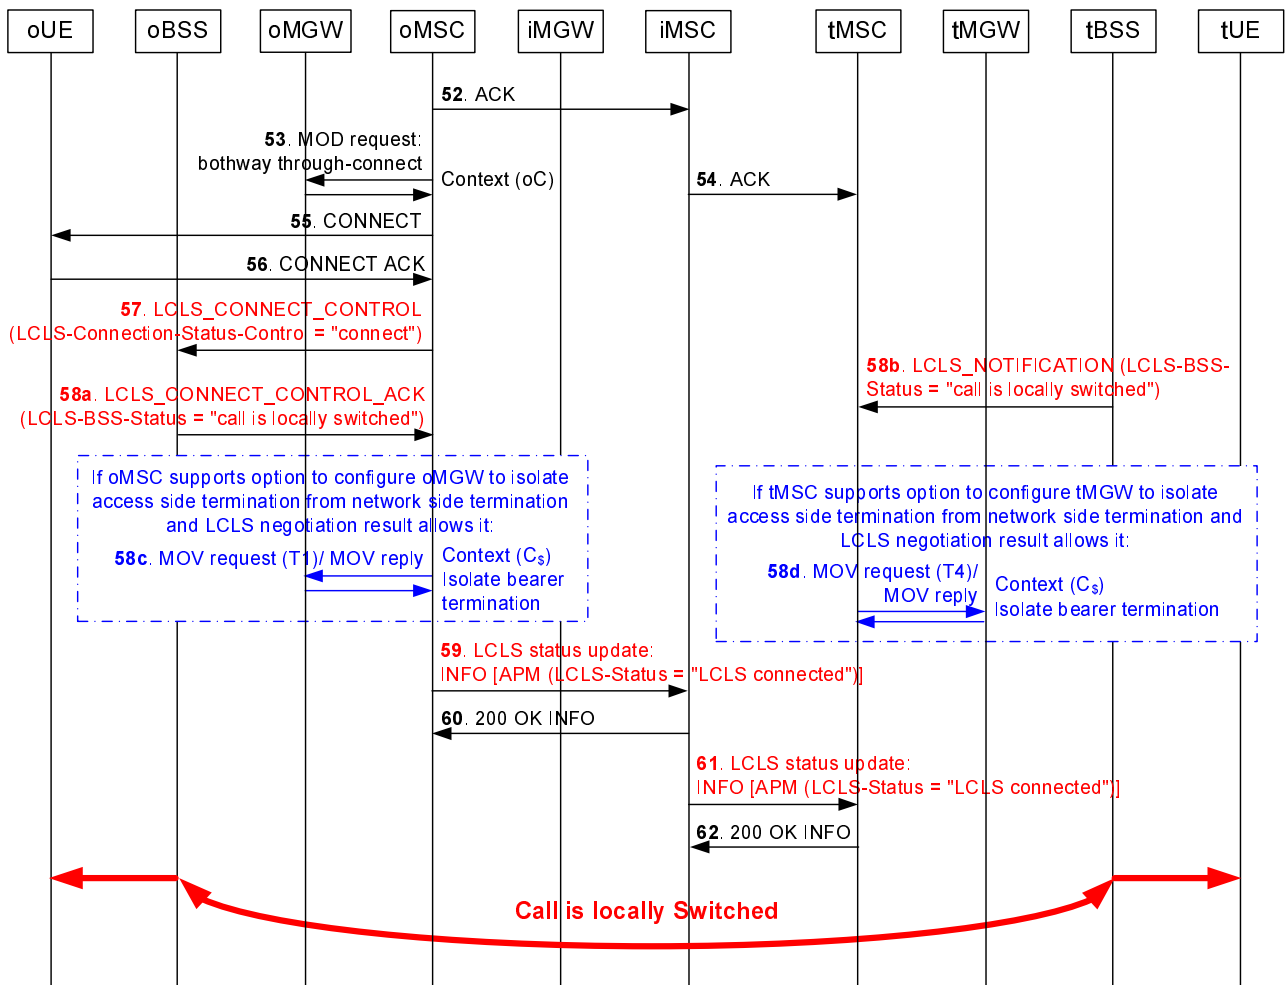 oUE
oBSS
oMGW
oMSC
iMGW
iMSC
tMSC
tMGW
tBSS
tUE
52. ACK
53. MOD request:
bothway through-connect
Context (oC)
54. ACK
55. CONNECT
56. CONNECT ACK
57. LCLS_CONNECT_CONTROL
(LCLS-Connection-Status-Control = "connect")
58b. LCLS_NOTIFICATION (LCLS-BSS-
Status = "call is locally switched")
58a. LCLS_CONNECT_CONTROL_ACK
(LCLS-BSS-Status = "call is locally switched")
If oMSC supports option to configure oMGW to isolate
access side termination from network side termination
and LCLS negotiation result allows it:
58c. MOV request (T1)/ MOV reply
Context (C$)
Isolate bearer
termination
If tMSC supports option to configure tMGW to isolate
access side termination from network side termination and
LCLS negotiation result allows it:
58d. MOV request (T4)/
MOV reply
Context (C$)
Isolate bearer termination
59. LCLS status update:
INFO [APM (LCLS-Status = "LCLS connected")]
60. 200 OK INFO
61. LCLS status update:
INFO [APM (LCLS-Status = "LCLS connected")]
62. 200 OK INFO
Call is locally Switched